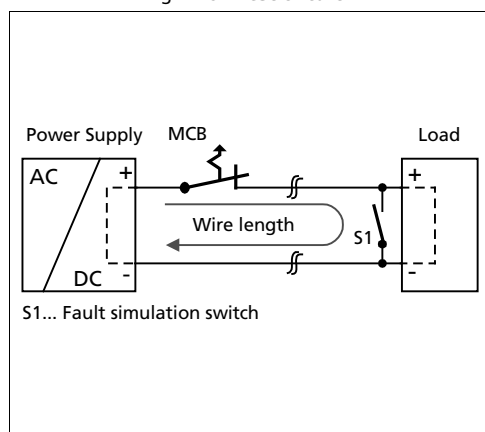 Power Supply
MCB
Load
AC
+
+
Wire length
S1
DC
-
-
S1... Fault simulation switch